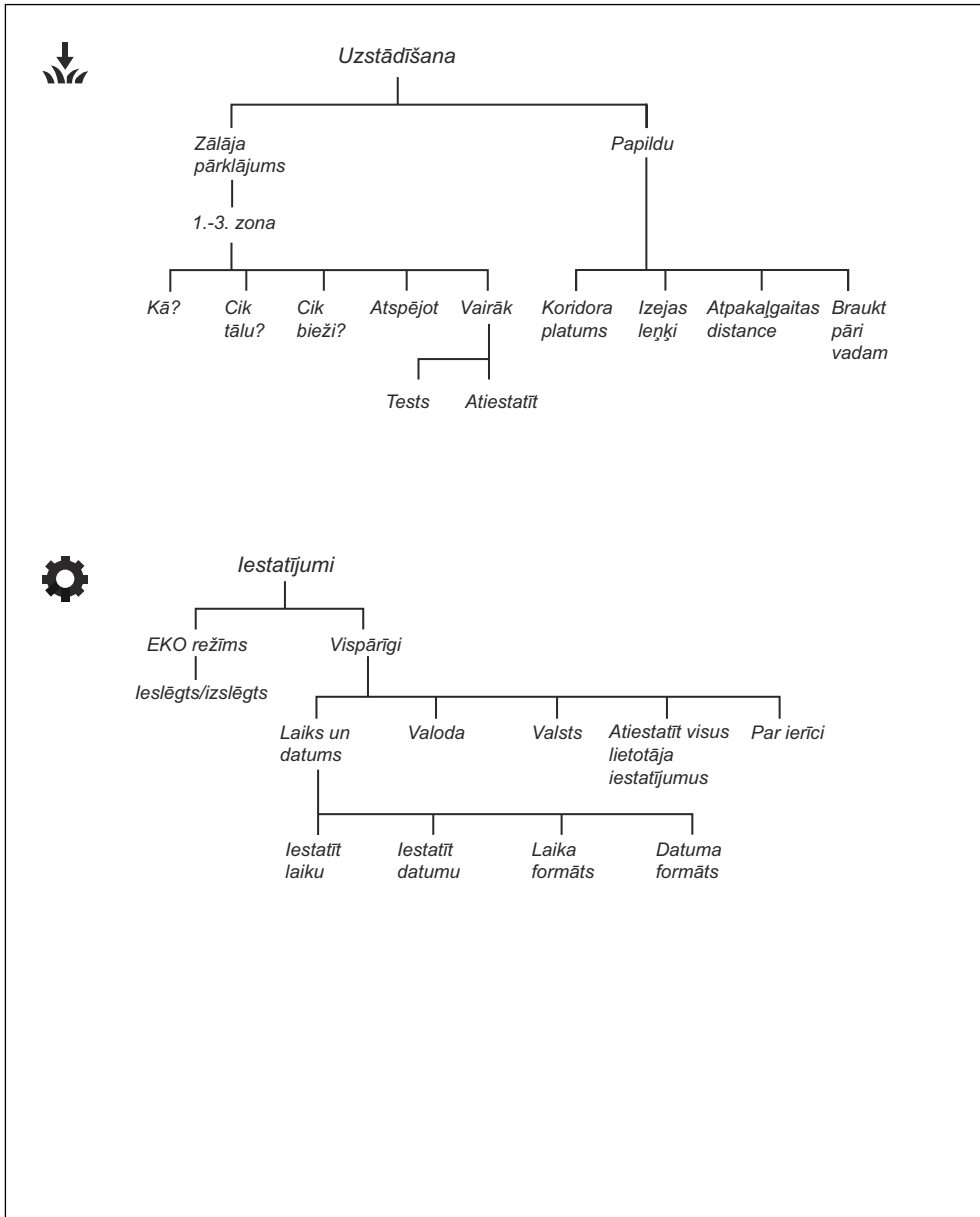 Uzstādīšana
Zālāja
pārklājums
Papildu
1.-3. zona
Kā?
Cik
tālu?
Cik
bieži?
Atspējot
Vairāk
Koridora
platums
Izejas
leņķi
Atpakaļgaitas
distance
Braukt
pāri
vadam
Tests
Atiestatīt
Iestatījumi
EKO režīms
Vispārīgi
Ieslēgts/izslēgts
Laiks un
datums
Valoda
Valsts
Atiestatīt visus
lietotāja
iestatījumus
Par ierīci
Iestatīt
laiku
Iestatīt
datumu
Laika
formāts
Datuma
formāts